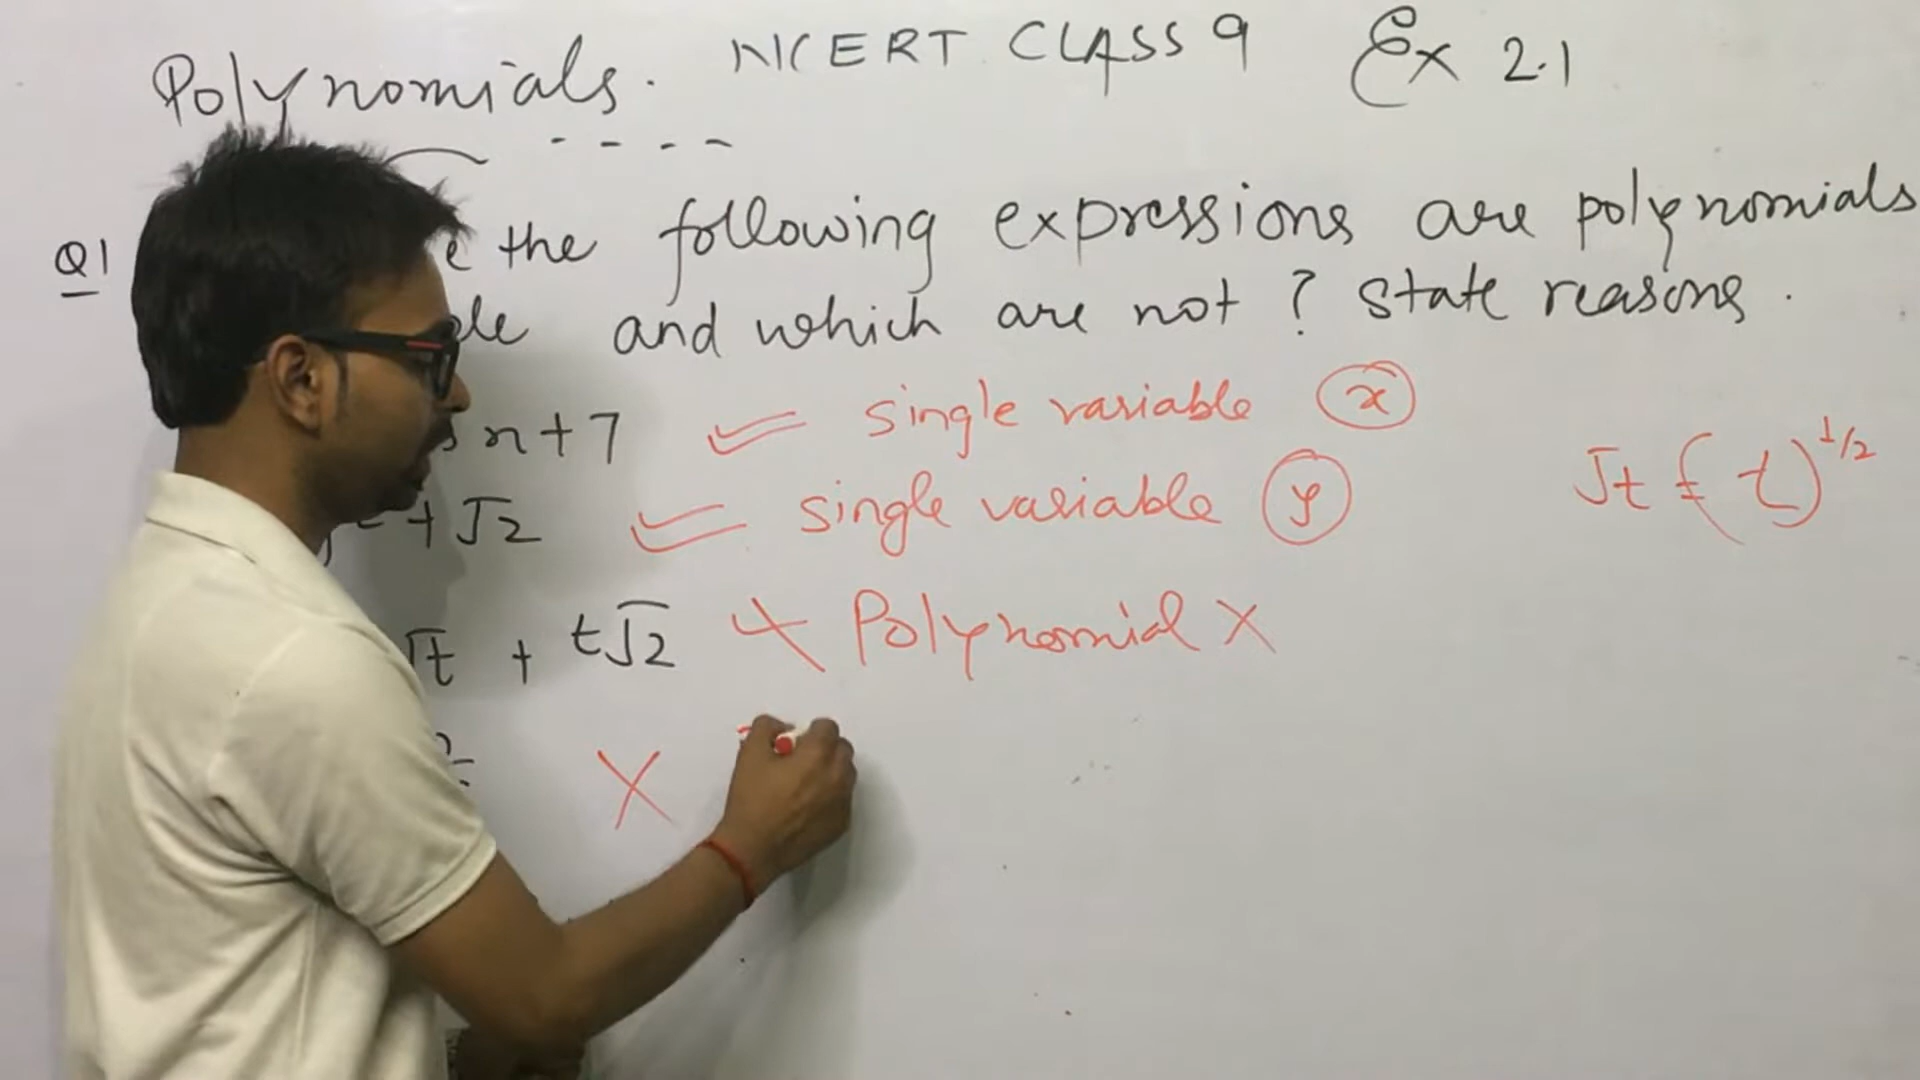 Polynomials. NCERT CLASS 9 Ex 2.1
Q1 the following expressions are polynomials
and which are not ? State reasons.
x + 7 single variable x
+ √2 single variable y
√t = (t)^1/2
√t + t√2 × Polynomial ×
×